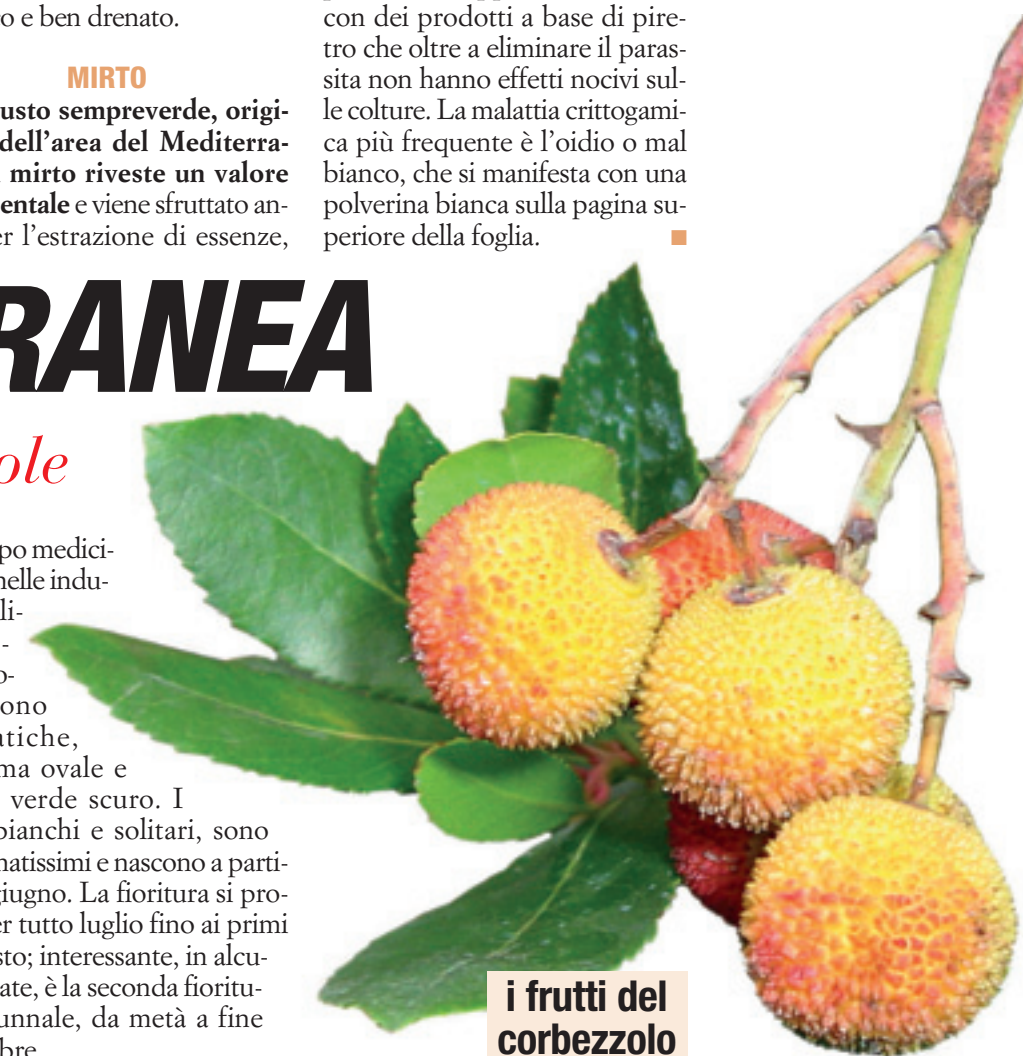 o e ben drenato.
MIRTO
usto sempreverde, origi-
dell’area del Mediterra-
mirto riveste un valore
entale e viene sfruttato an-
er l’estrazione di essenze,
con dei prodotti a base di pire-
tro che oltre a eliminare il paras-
sita non hanno effetti nocivi sul-
le colture. La malattia crittogami-
ca più frequente è l’oidio o mal
bianco, che si manifesta con una
polverina bianca sulla pagina su-
periore della foglia.
RANEA
ole
po medici-
nelle indu-
li-
-
o-
ono
atiche,
ma ovale e
verde scuro. I
bianchi e solitari, sono
matissimi e nascono a parti-
giugno. La fioritura si pro-
er tutto luglio fino ai primi
sto; interessante, in alcu-
ate, è la seconda fioritu-
unnale, da metà a fine
bre.
i frutti del
corbezzolo